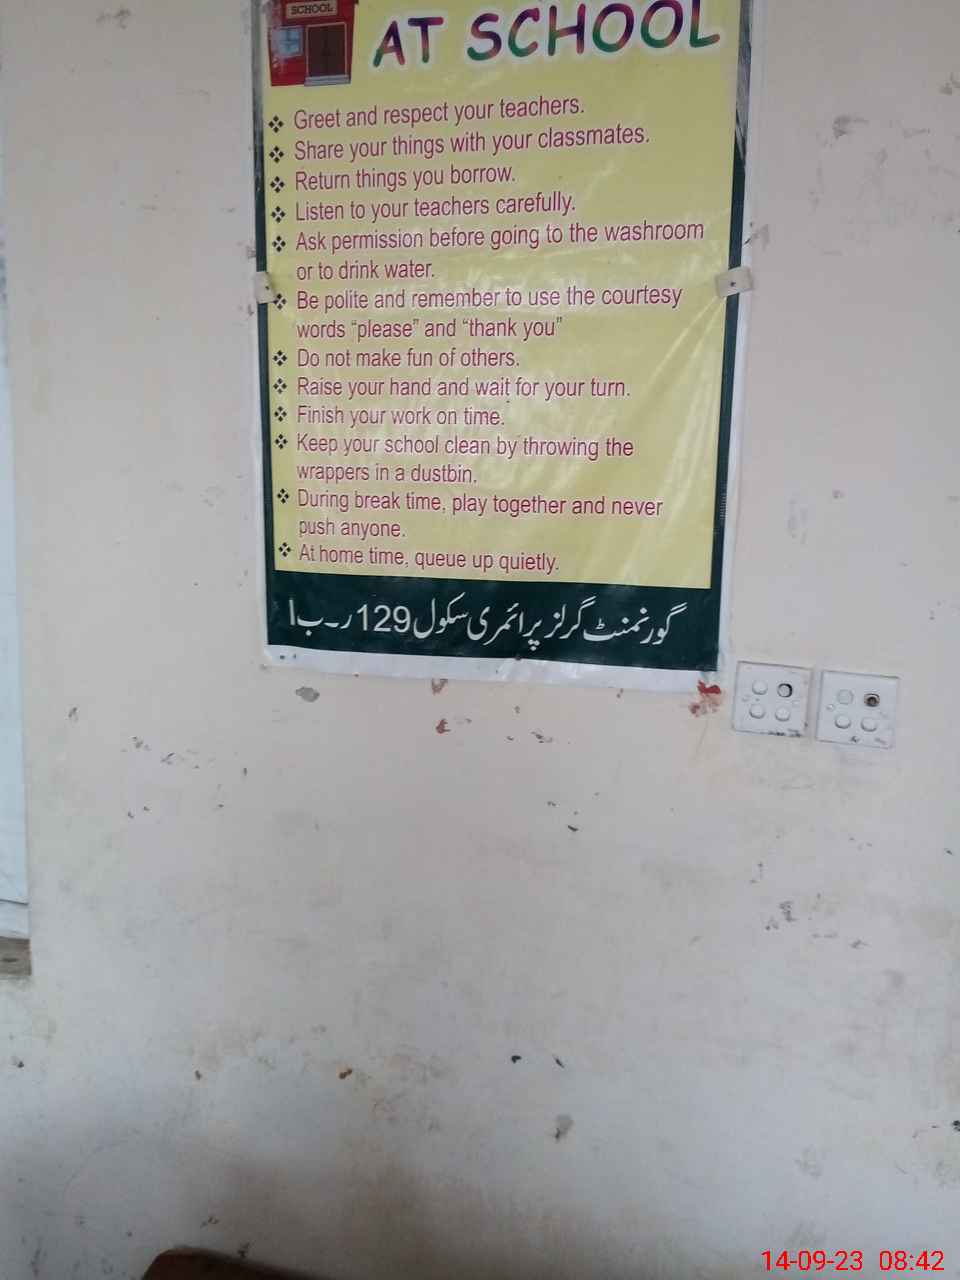 SCHOOL
AT SCHOOL
❖ Greet and respect your teachers.
❖ Share your things with your classmates.
❖ Return things you borrow.
❖ Listen to your teachers carefully.
❖ Ask permission before going to the washroom
or to drink water.
❖ Be polite and remember to use the courtesy
words “please” and “thank you”
❖ Do not make fun of others.
❖ Raise your hand and wait for your turn.
❖ Finish your work on time.
❖ Keep your school clean by throwing the
wrappers in a dustbin.
❖ During break time, play together and never
push anyone.
❖ At home time, queue up quietly.
گورنمنٹ گرلز پرائمری سکول 129 ر۔ب ا
14-09-23 08:42